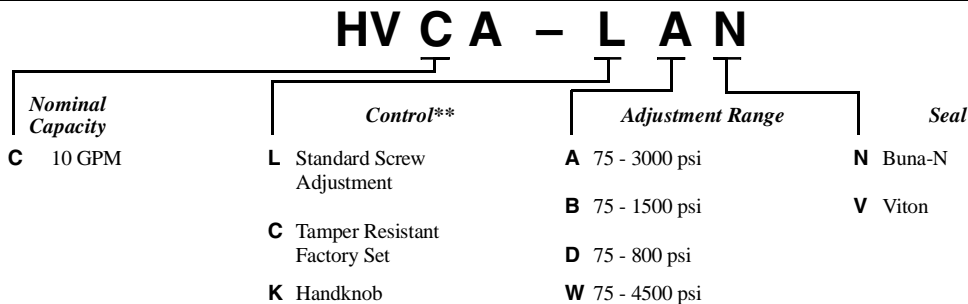 HV C A – L A N
Nominal
Capacity
C 10 GPM
Control**
L Standard Screw
Adjustment
C Tamper Resistant
Factory Set
K Handknob
Adjustment Range
A 75 - 3000 psi
B 75 - 1500 psi
D 75 - 800 psi
W 75 - 4500 psi
Seal
N Buna-N
V Viton